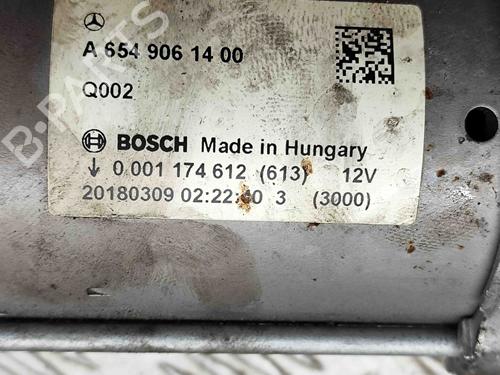 A 654 906 14 00
Q002
BOSCH Made in Hungary
↓ 0 001 174 612 (613) 12V
20180309 02:22:40 3 (3000)
B-PARTS